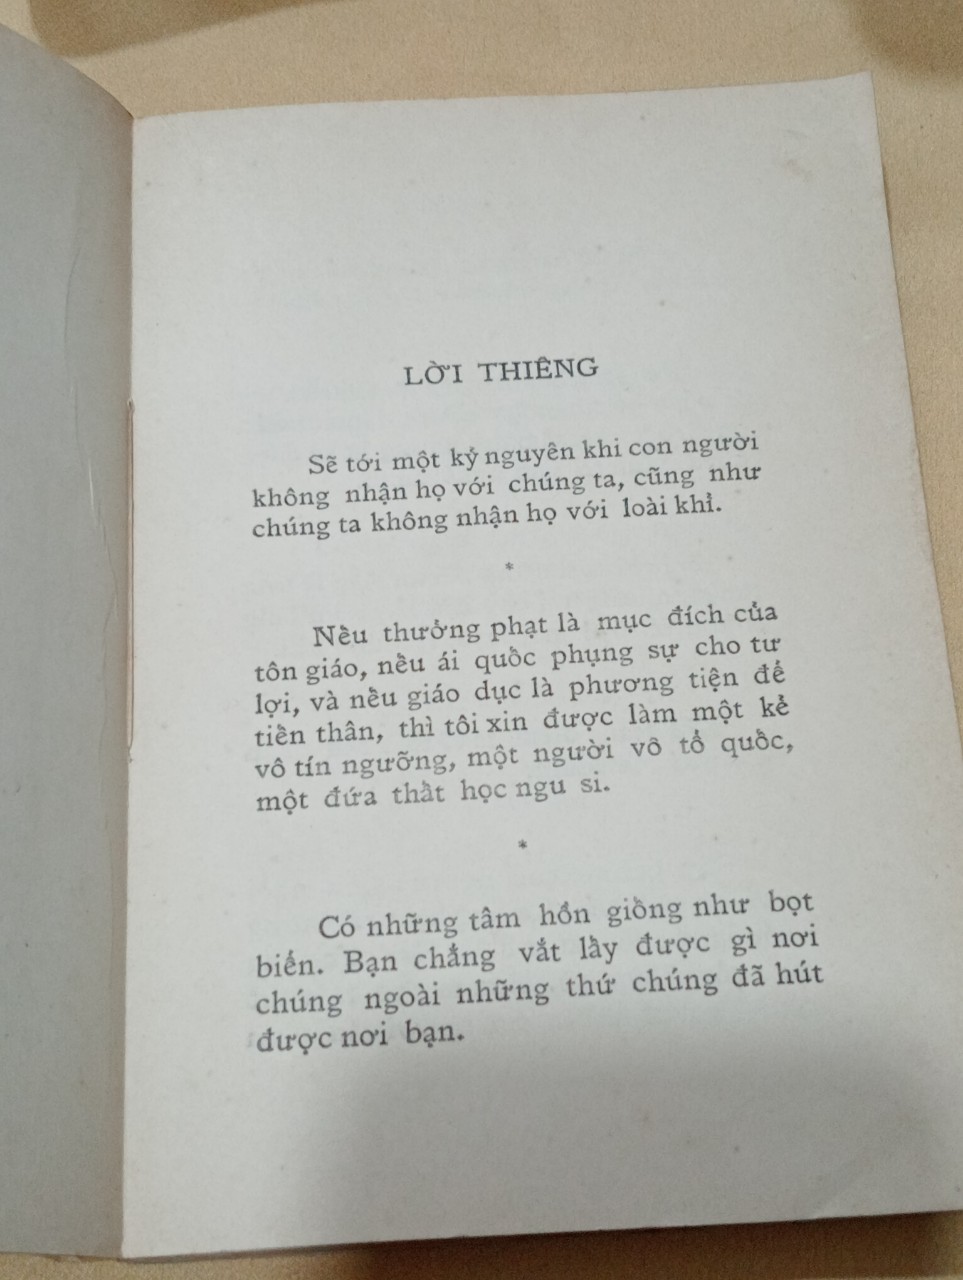 LỜI THIÊNG
Sẽ tới một kỷ nguyên khi con người
không nhận họ với chúng ta, cũng như
chúng ta không nhận họ với loài khỉ.
*
Nếu thưởng phạt là mục đích của
tôn giáo, nếu ái quốc phụng sự cho tư
lợi, và nếu giáo dục là phương tiện để
tiến thân, thì tôi xin được làm một kẻ
vô tín ngưỡng, một người vô tổ quốc,
một đứa thất học ngu si.
*
Có những tâm hồn giống như bọt
biển. Bạn chẳng vắt lấy được gì nơi
chúng ngoài những thứ chúng đã hút
được nơi bạn.